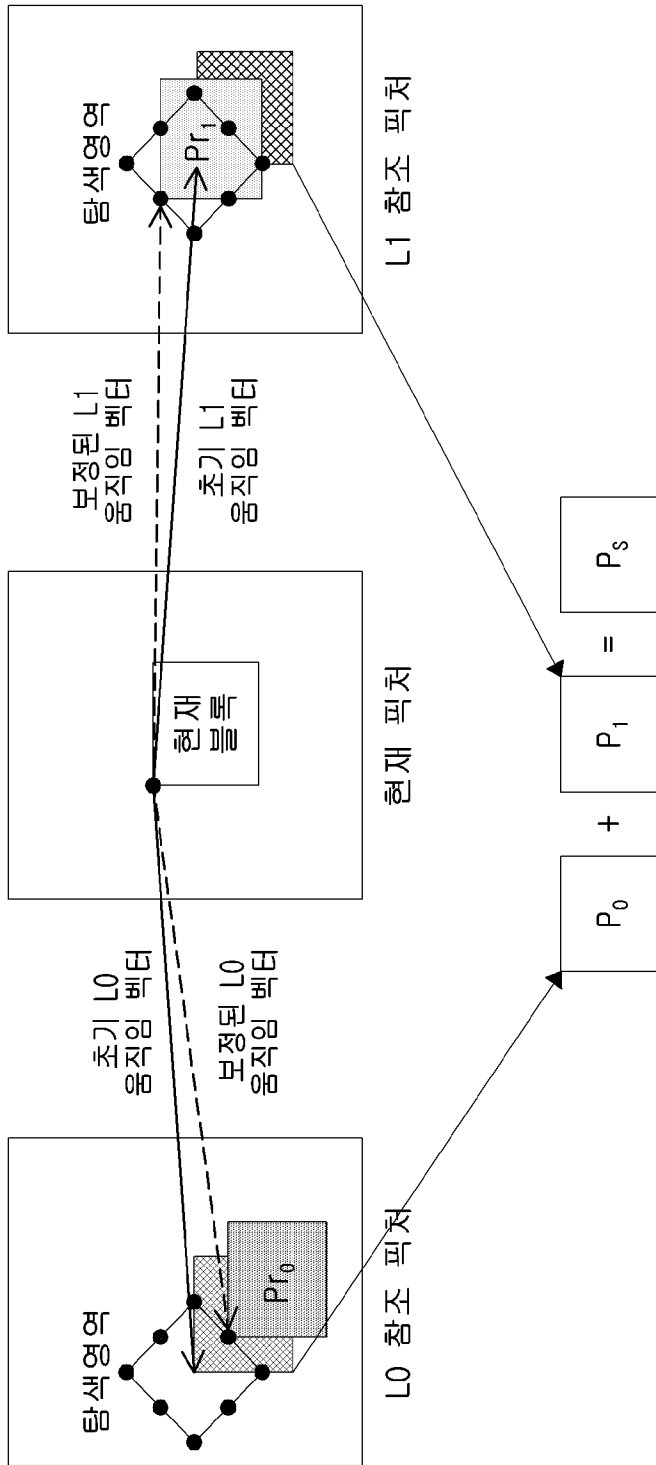 탐색영역
Pr₀
L0 참조 픽처
초기 L0
움직임 벡터
보정된 L0
움직임 벡터
현재
블록
현재 픽처
보정된 L1
움직임 벡터
초기 L1
움직임 벡터
탐색영역
Pr₁
L1 참조 픽처
P₀ + P₁ = Pₛ